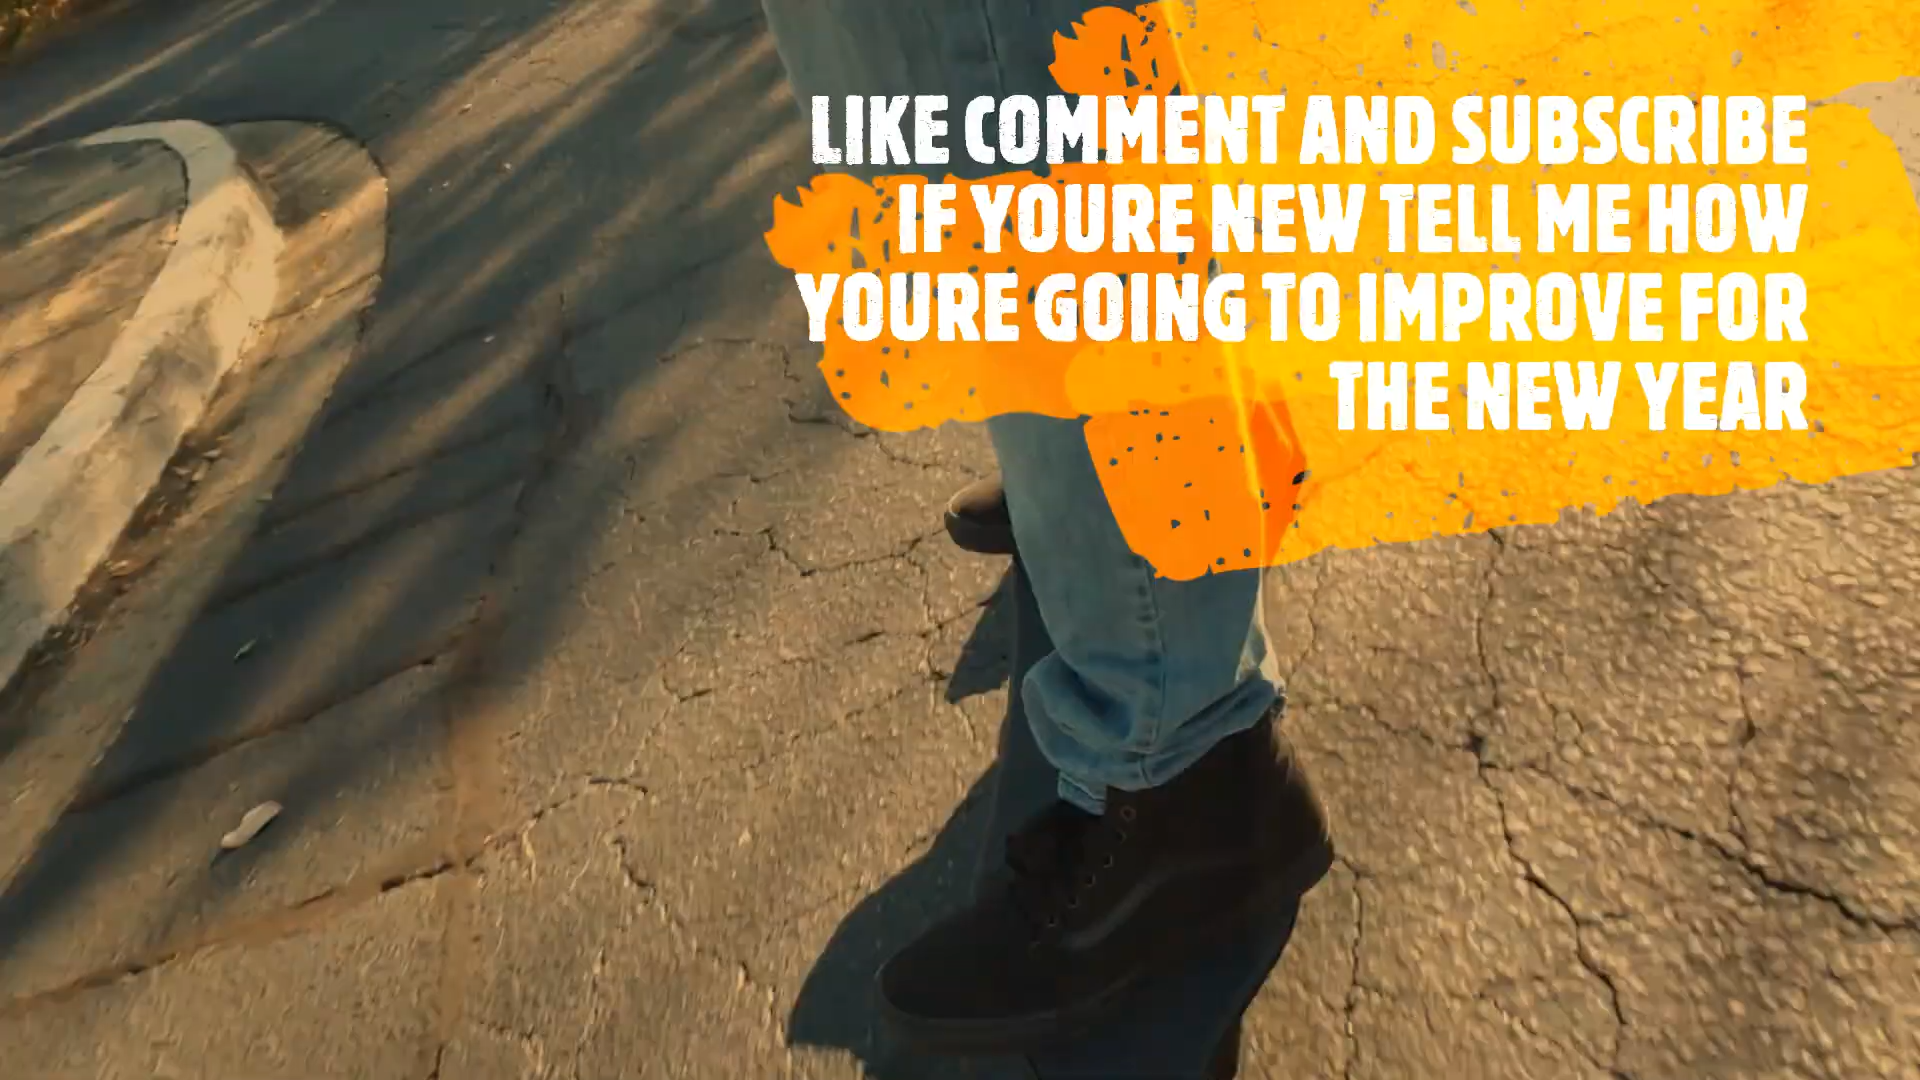 LIKE COMMENT AND SUBSCRIBE
IF YOURE NEW TELL ME HOW
YOURE GOING TO IMPROVE FOR
THE NEW YEAR